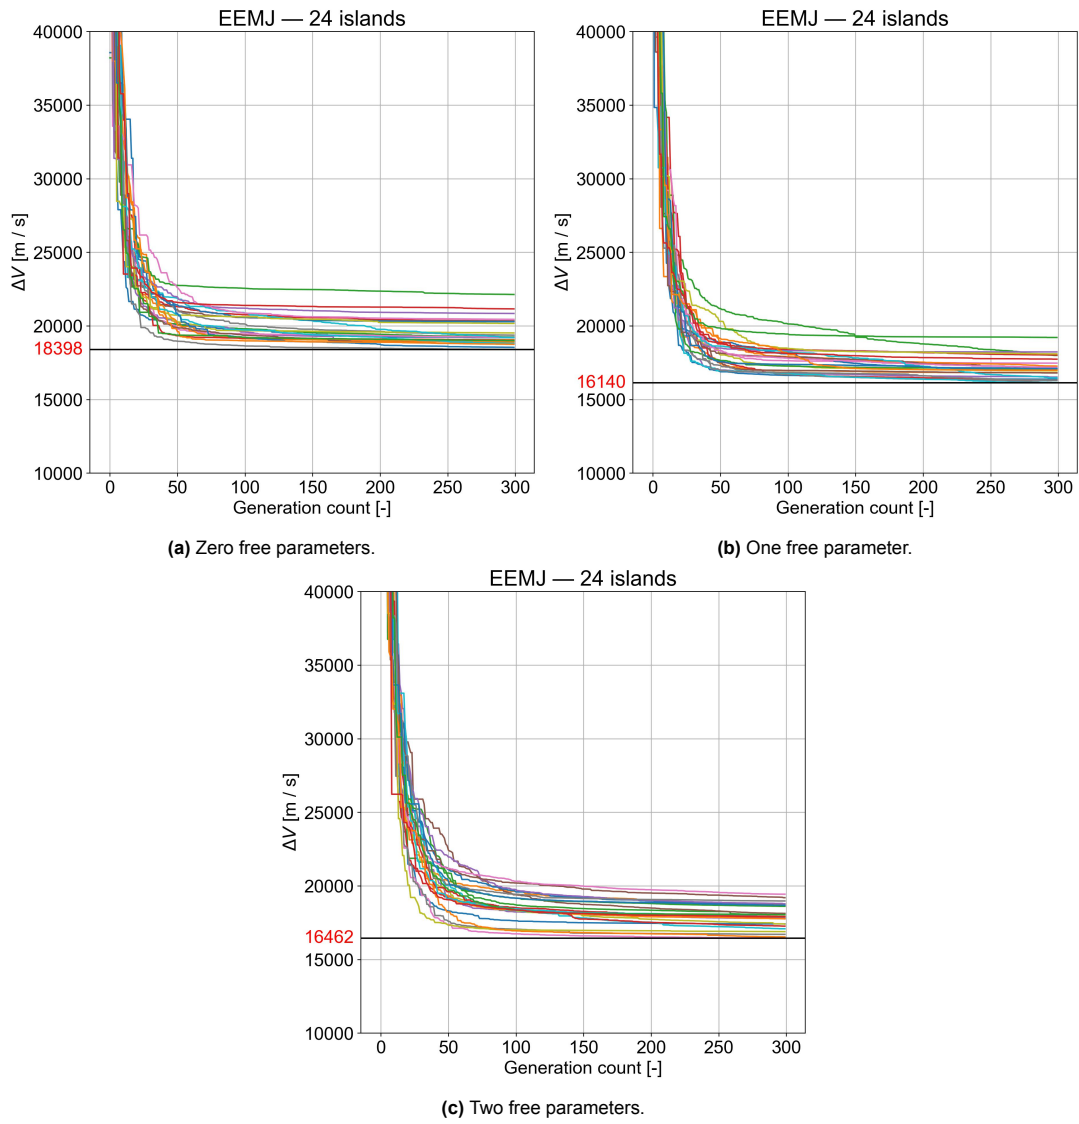 EEMJ — 24 islands
40000
35000
30000
25000
20000
18398
15000
10000
ΔV [m / s]
0 50 100 150 200 250 300
Generation count [-]
(a) Zero free parameters.
EEMJ — 24 islands
40000
35000
30000
25000
20000
16140
15000
10000
ΔV [m / s]
0 50 100 150 200 250 300
Generation count [-]
(b) One free parameter.
EEMJ — 24 islands
40000
35000
30000
25000
20000
16462
15000
10000
ΔV [m / s]
0 50 100 150 200 250 300
Generation count [-]
(c) Two free parameters.